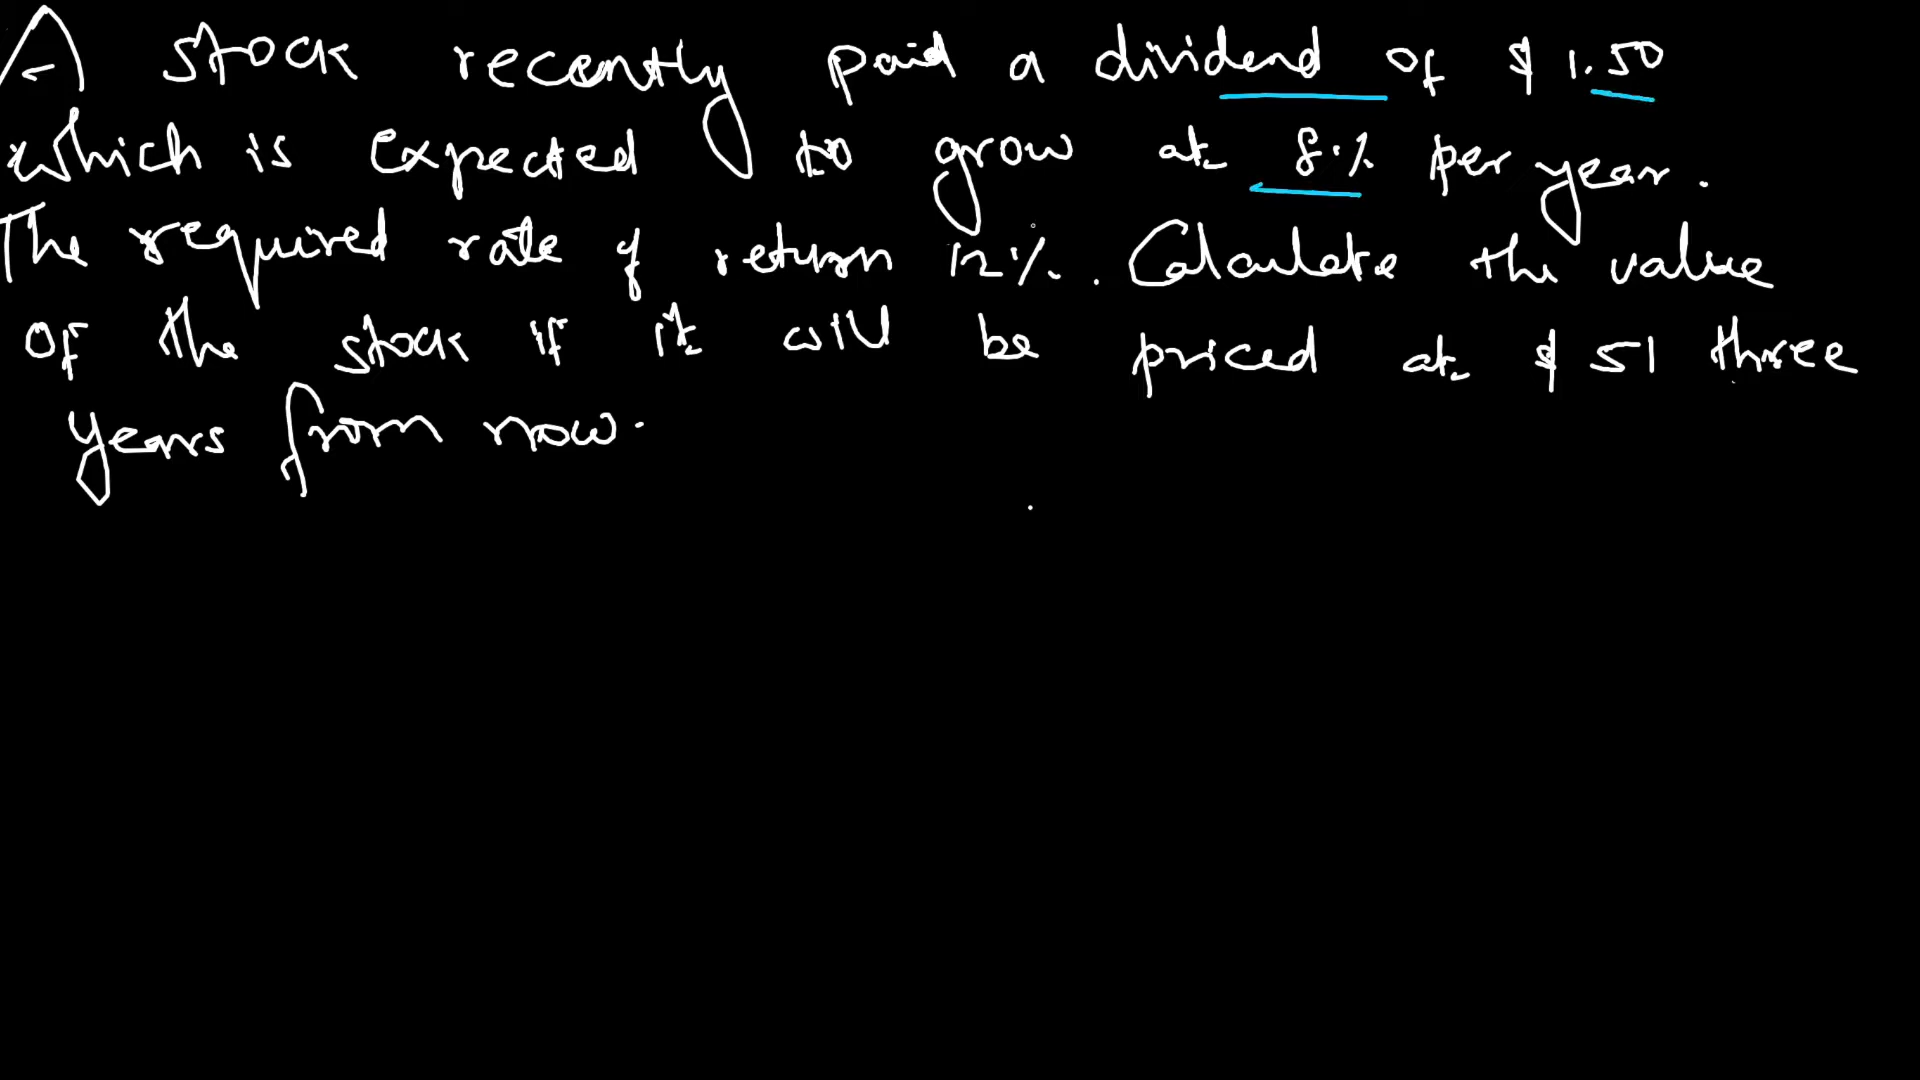 A stock recently paid a dividend of $ 1.50
which is expected to grow at 8% per year.
The required rate of return 12%. Calculate the value
of the stock if it will be priced at $ 51 three
years from now.